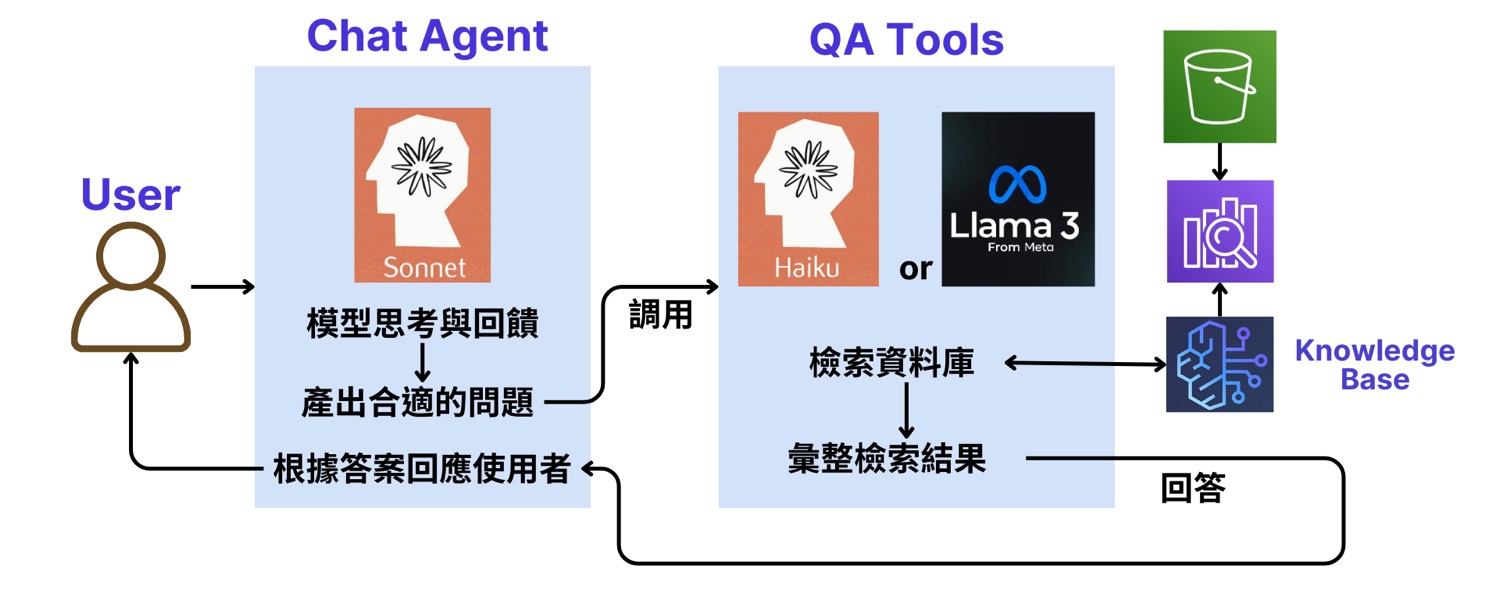 Chat Agent
QA Tools
User
Sonnet
Haiku
or
Llama 3
From Meta
模型思考與回饋
調用
產出合適的問題
檢索資料庫
Knowledge
Base
根據答案回應使用者
彙整檢索結果
回答